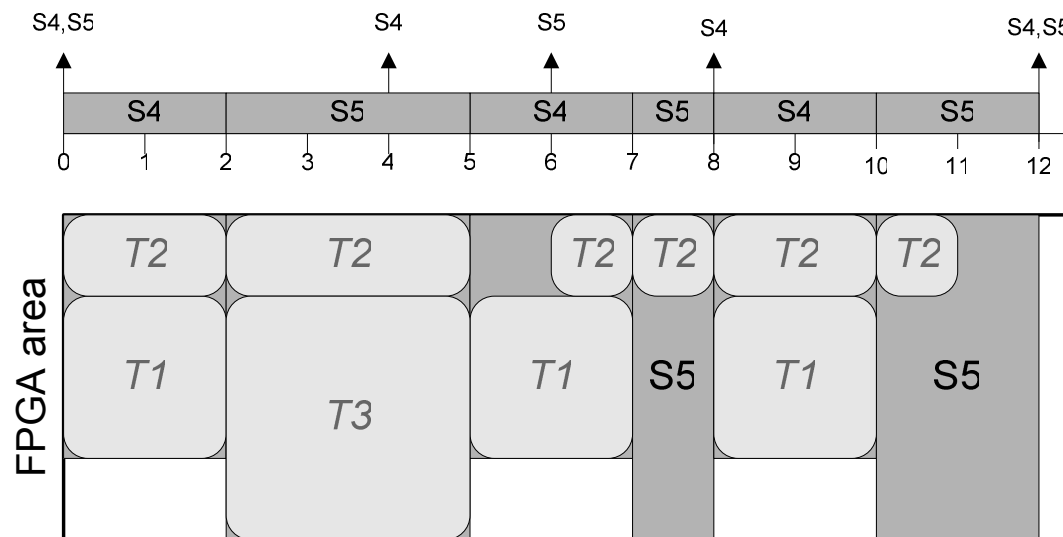 S4,S5 S4 S5 S4 S4,S5
S4 S5 S4 S5 S4 S5
0 1 2 3 4 5 6 7 8 9 10 11 12
T2 T2 T2 T2 T2 T2
T1 T3 T1 S5 T1 S5
FPGA area